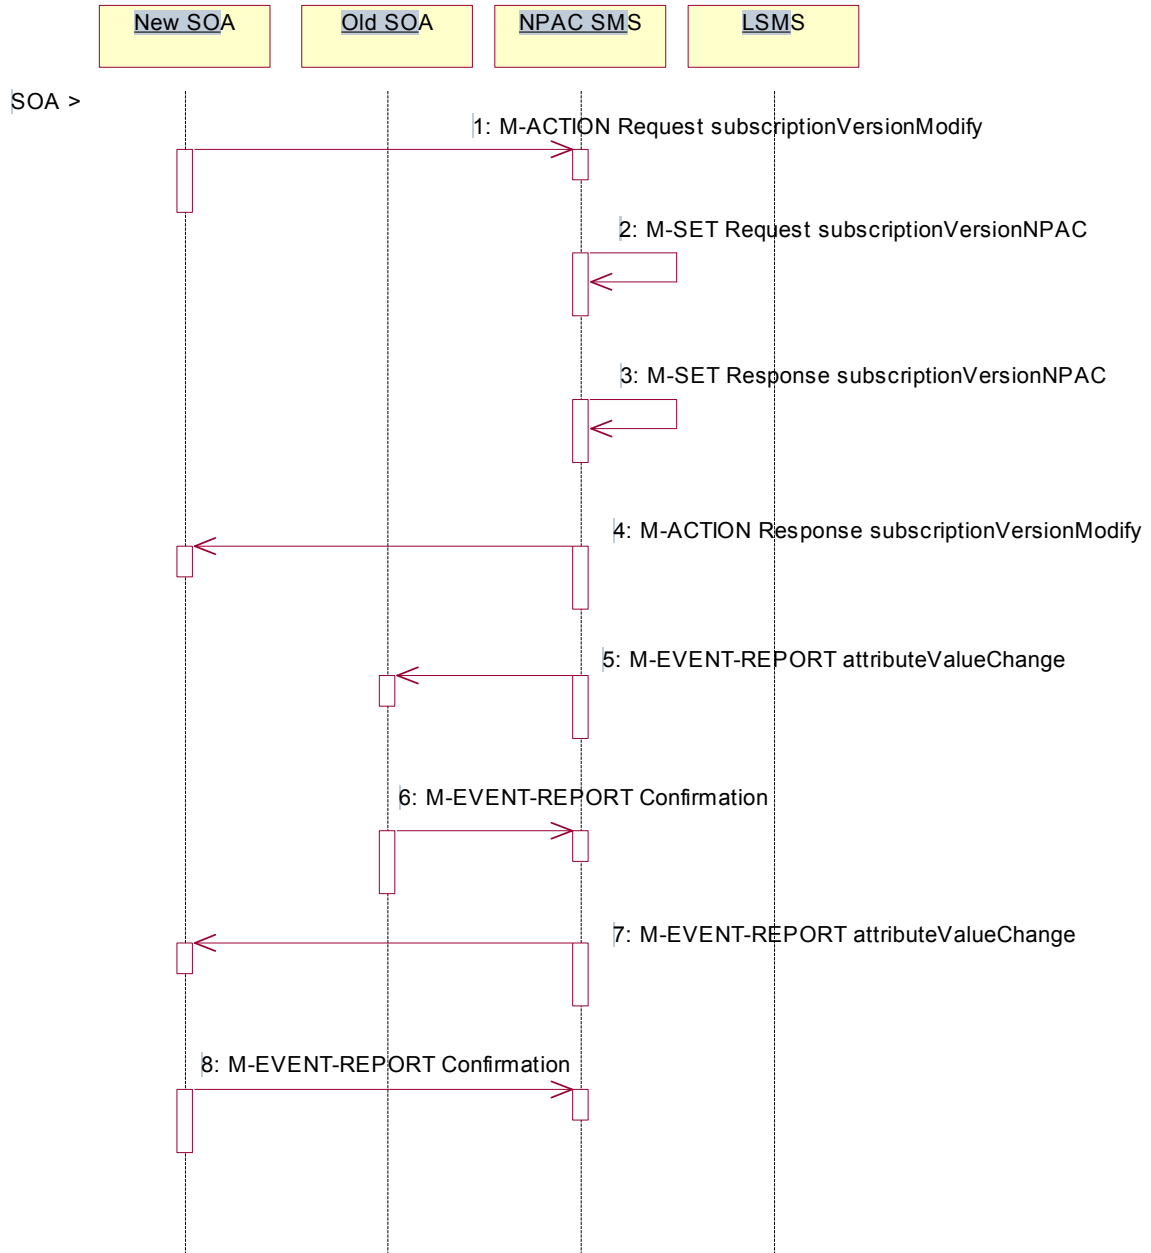 New SOA
Old SOA
NPAC SMS
LSMS
SOA >
1: M-ACTION Request subscriptionVersionModify
2: M-SET Request subscriptionVersionNPAC
3: M-SET Response subscriptionVersionNPAC
4: M-ACTION Response subscriptionVersionModify
5: M-EVENT-REPORT attributeValueChange
6: M-EVENT-REPORT Confirmation
7: M-EVENT-REPORT attributeValueChange
8: M-EVENT-REPORT Confirmation